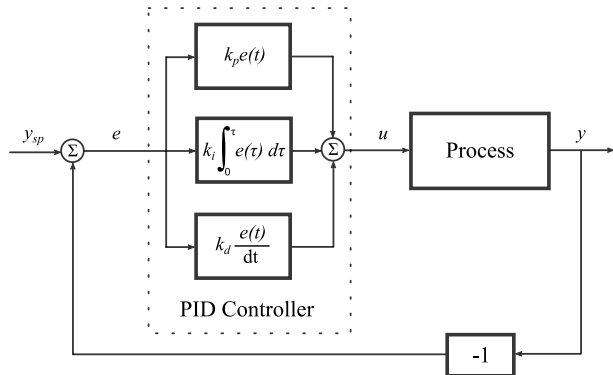 k_p e(t)
y_sp
e
k_i ∫_0^τ e(τ) dτ
Σ
Σ
u
Process
y
k_d e(t)/dt
PID Controller
-1